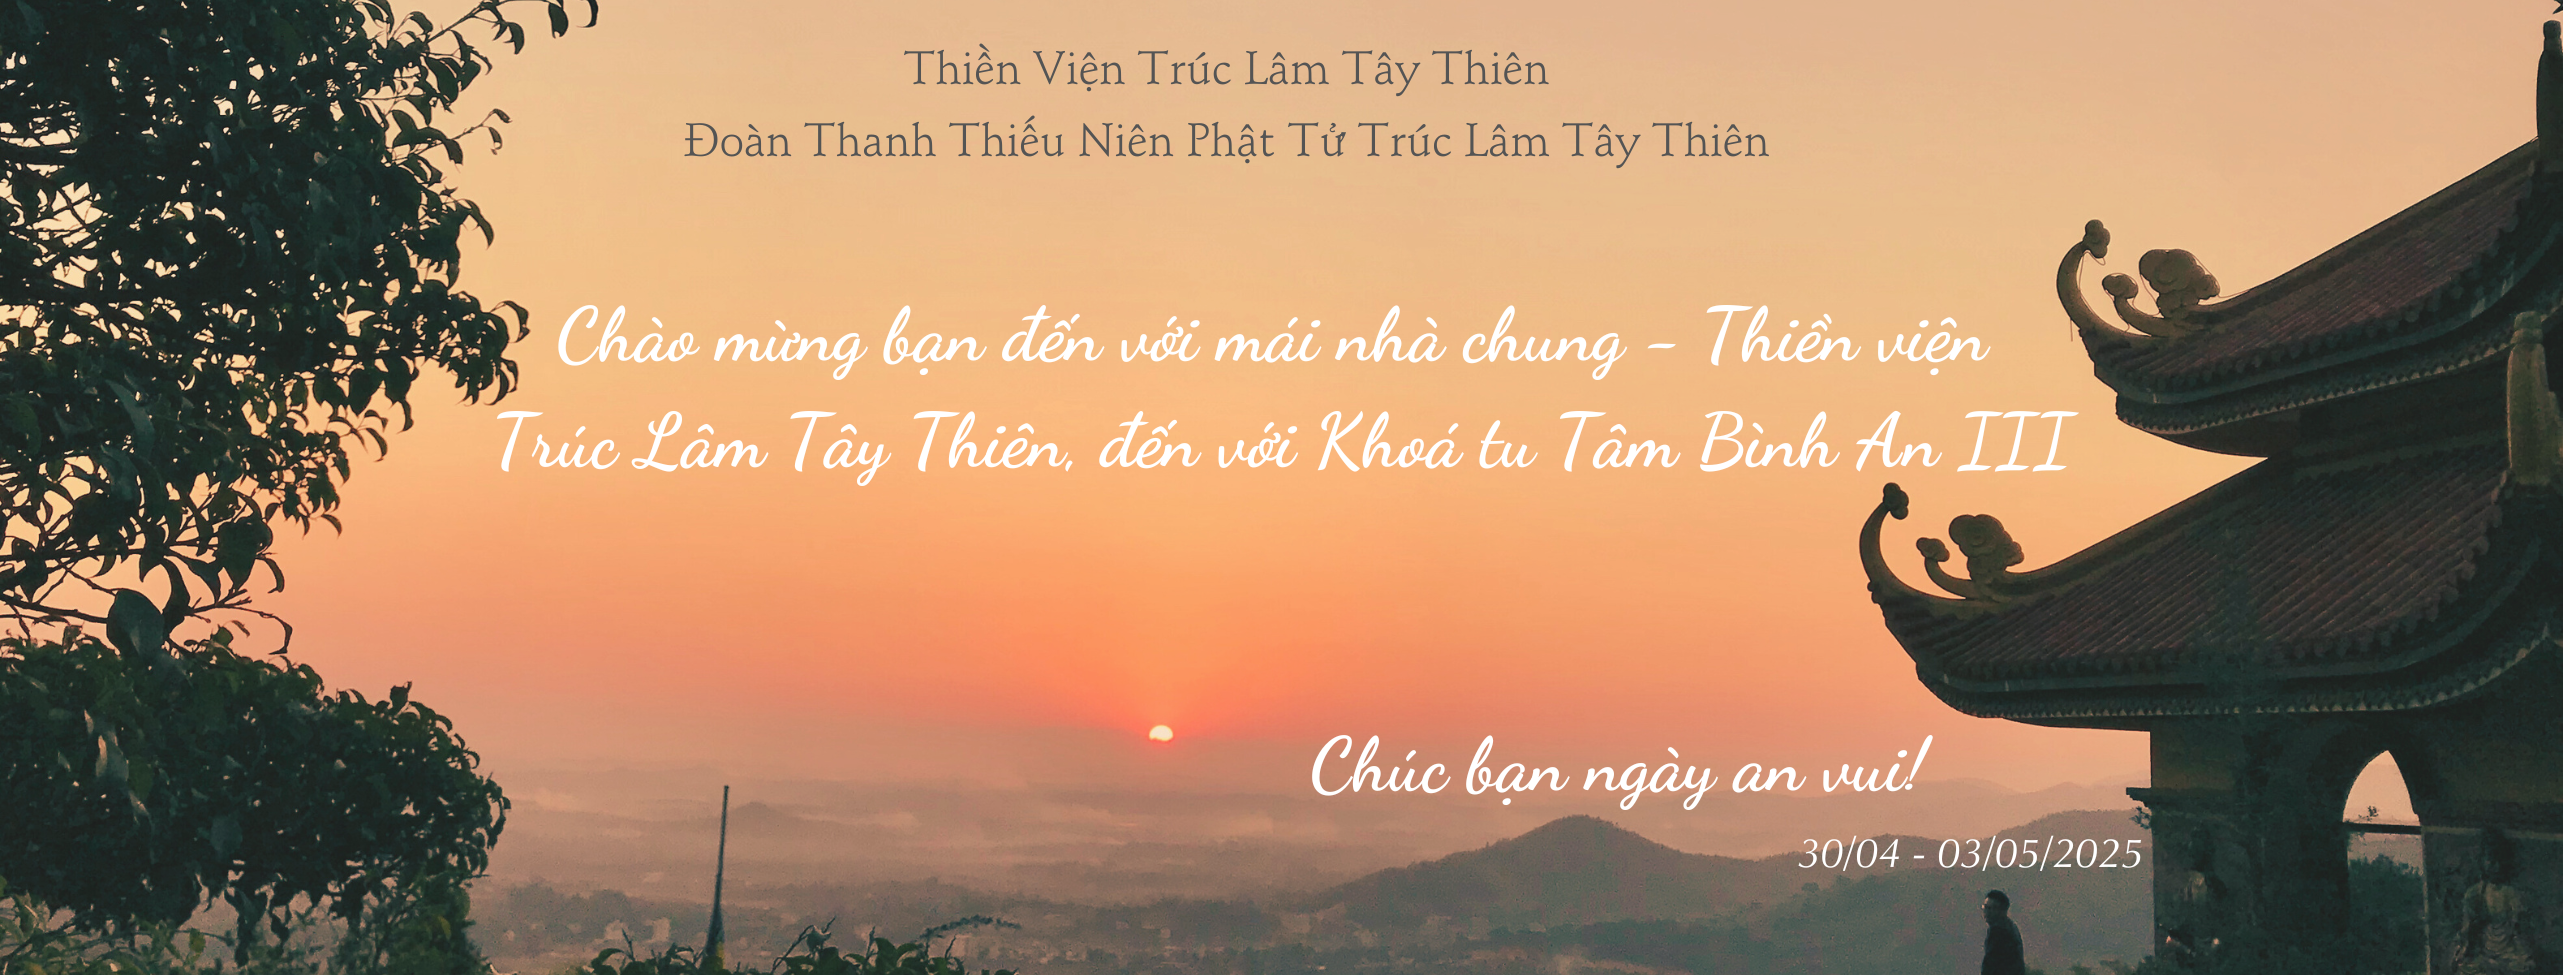 Thiền Viện Trúc Lâm Tây Thiên
Đoàn Thanh Thiếu Niên Phật Tử Trúc Lâm Tây Thiên
Chào mừng bạn đến với mái nhà chung - Thiền viện
Trúc Lâm Tây Thiên, đến với Khoá tu Tâm Bình An III
Chúc bạn ngày an vui!
30/04 - 03/05/2025